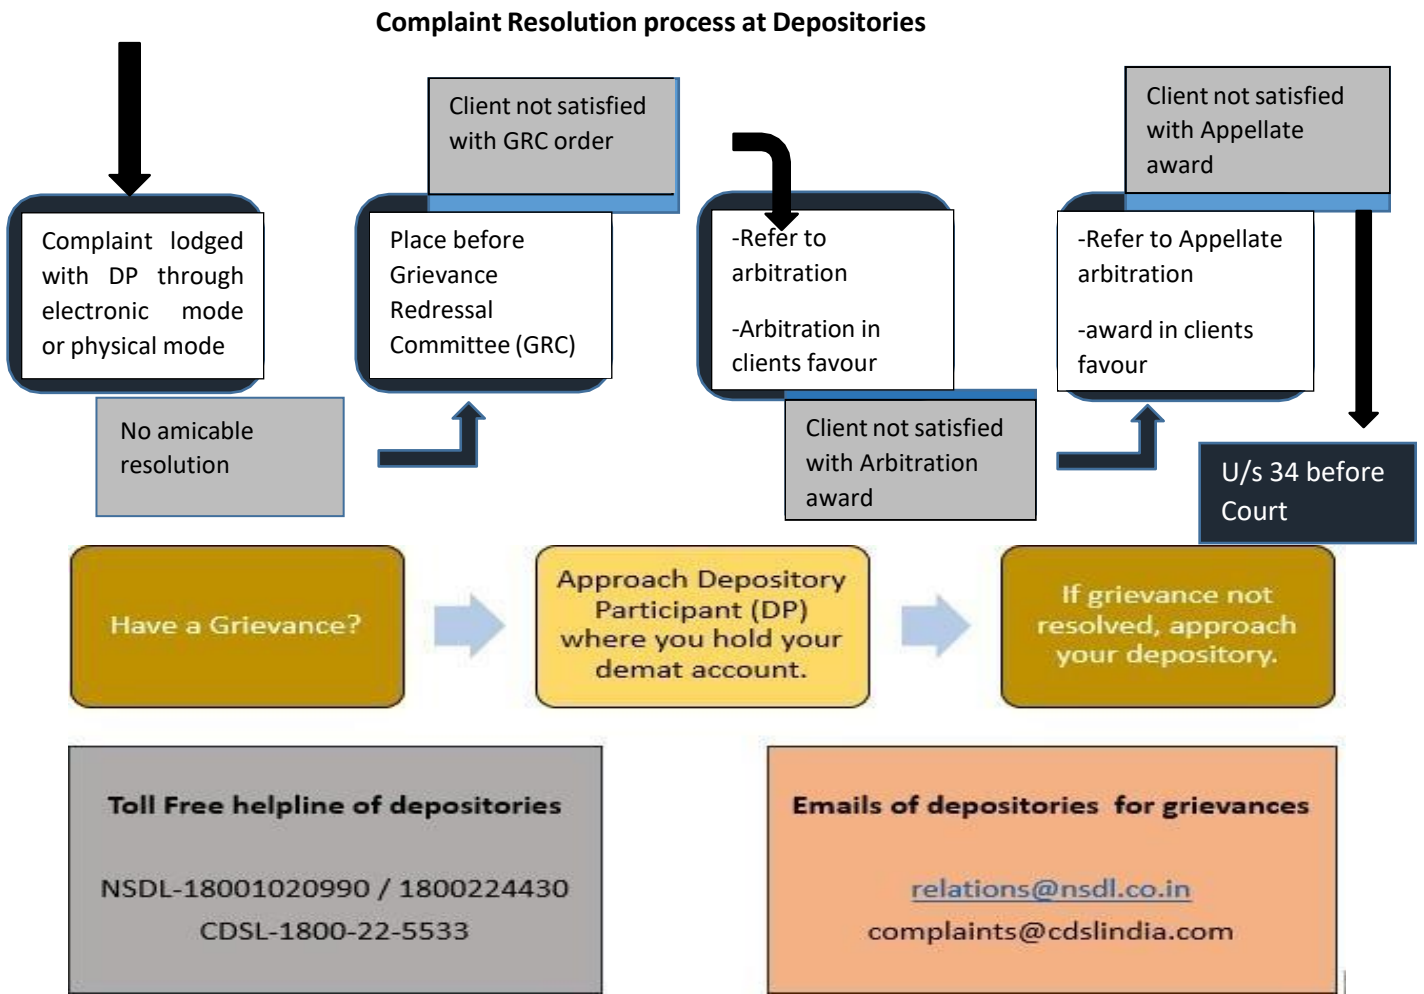 Complaint Resolution process at Depositories
Client not satisfied
with GRC order
Client not satisfied
with Appellate
award
Complaint lodged
with DP through
electronic mode
or physical mode
Place before
Grievance
Redressal
Committee (GRC)
-Refer to
arbitration
-Arbitration in
clients favour
-Refer to Appellate
arbitration
-award in clients
favour
No amicable
resolution
Client not satisfied
with Arbitration
award
U/s 34 before
Court
Have a Grievance?
Approach Depository
Participant (DP)
where you hold your
demat account.
If grievance not
resolved, approach
your depository.
Toll Free helpline of depositories
NSDL-18001020990 / 1800224430
CDSL-1800-22-5533
Emails of depositories for grievances
relations@nsdl.co.in
complaints@cdslindia.com